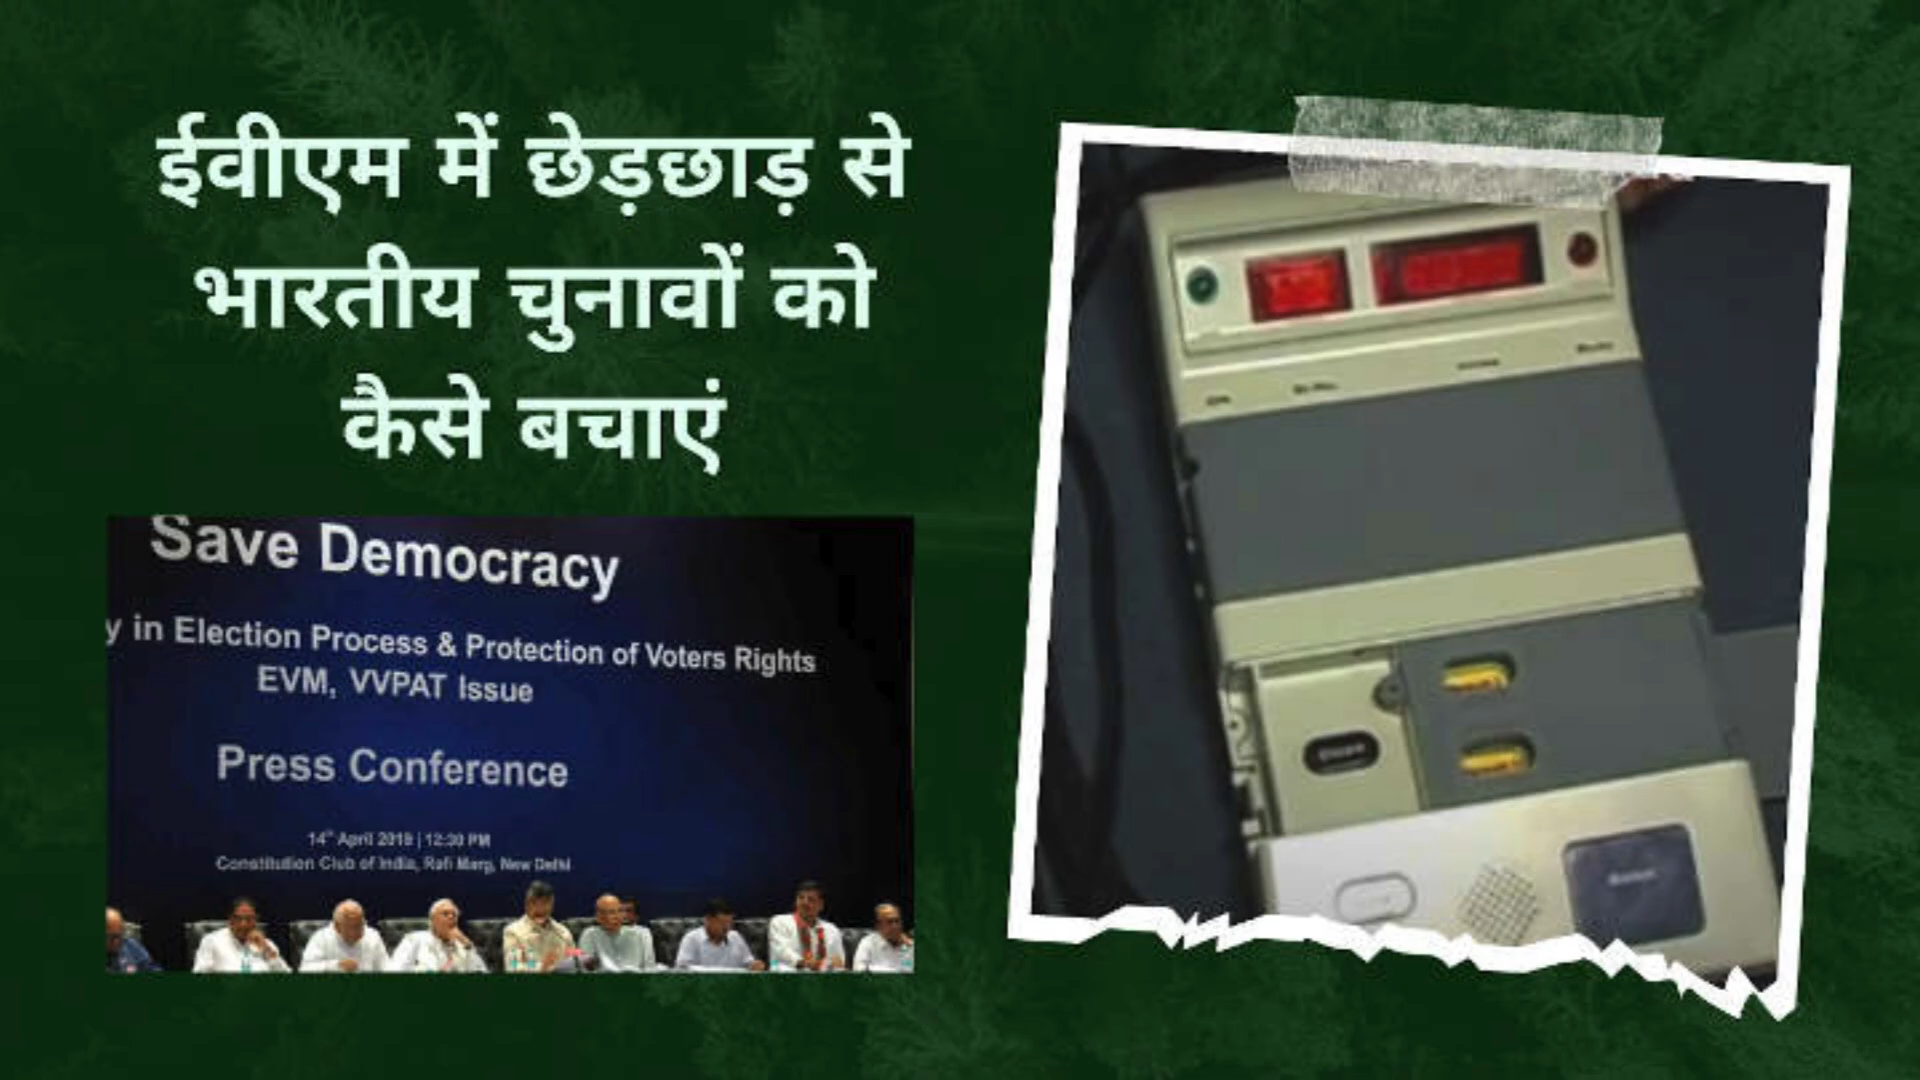 ईवीएम में छेड़छाड़ से
भारतीय चुनावों को
कैसे बचाएं
Save Democracy
y in Election Process & Protection of Voters Rights
EVM, VVPAT Issue
Press Conference
14th April 2019 | 12:30 PM
Constitution Club of India, Rafi Marg, New Delhi